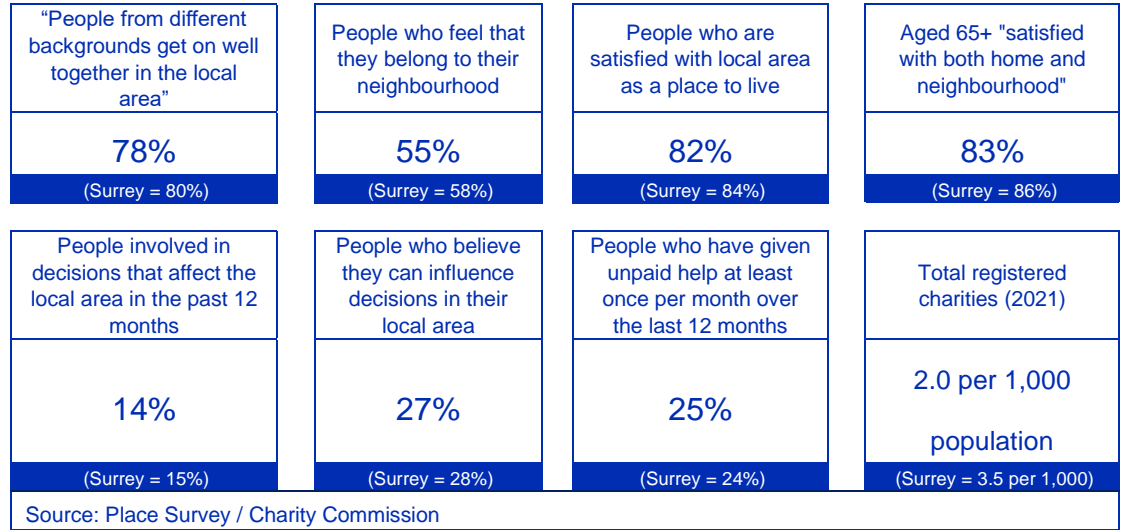 “People from different
backgrounds get on well
together in the local
area”
78%
(Surrey = 80%)
People who feel that
they belong to their
neighbourhood
55%
(Surrey = 58%)
People who are
satisfied with local area
as a place to live
82%
(Surrey = 84%)
Aged 65+ "satisfied
with both home and
neighbourhood"
83%
(Surrey = 86%)
People involved in
decisions that affect the
local area in the past 12
months
14%
(Surrey = 15%)
People who believe
they can influence
decisions in their
local area
27%
(Surrey = 28%)
People who have given
unpaid help at least
once per month over
the last 12 months
25%
(Surrey = 24%)
Total registered
charities (2021)
2.0 per 1,000
population
(Surrey = 3.5 per 1,000)
Source: Place Survey / Charity Commission